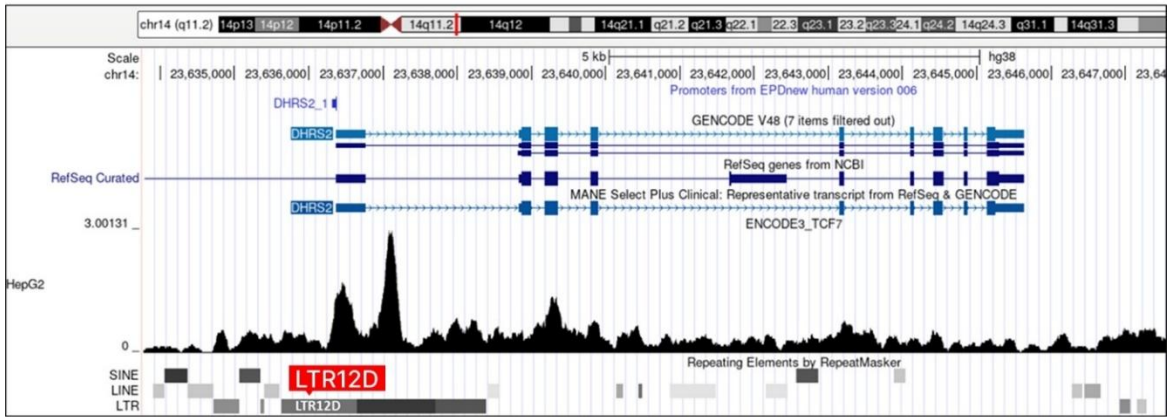 chr14 (q11.2) 14p13 14p12 14p11.2 14q11.2 14q12 14q21.1 q21.2 q21.3 q22.1 22.3 q23.1 23.2 q23.3 24.1 q24.2 14q24.3 q31.1 14q31.3
Scale 5 kb hg38
chr14: 23,635,000 23,636,000 23,637,000 23,638,000 23,639,000 23,640,000 23,641,000 23,642,000 23,643,000 23,644,000 23,645,000 23,646,000 23,647,000 23,64
Promoters from EPDnew human version 006
DHRS2_1
GENCODE V48 (7 items filtered out)
DHRS2
RefSeq genes from NCBI
RefSeq Curated
MANE Select Plus Clinical: Representative transcript from RefSeq & GENCODE
DHRS2
3.00131 _ ENCODE3_TCF7
HepG2
0 _
Repeating Elements by RepeatMasker
SINE
LTR12D
LINE
LTR LTR12D